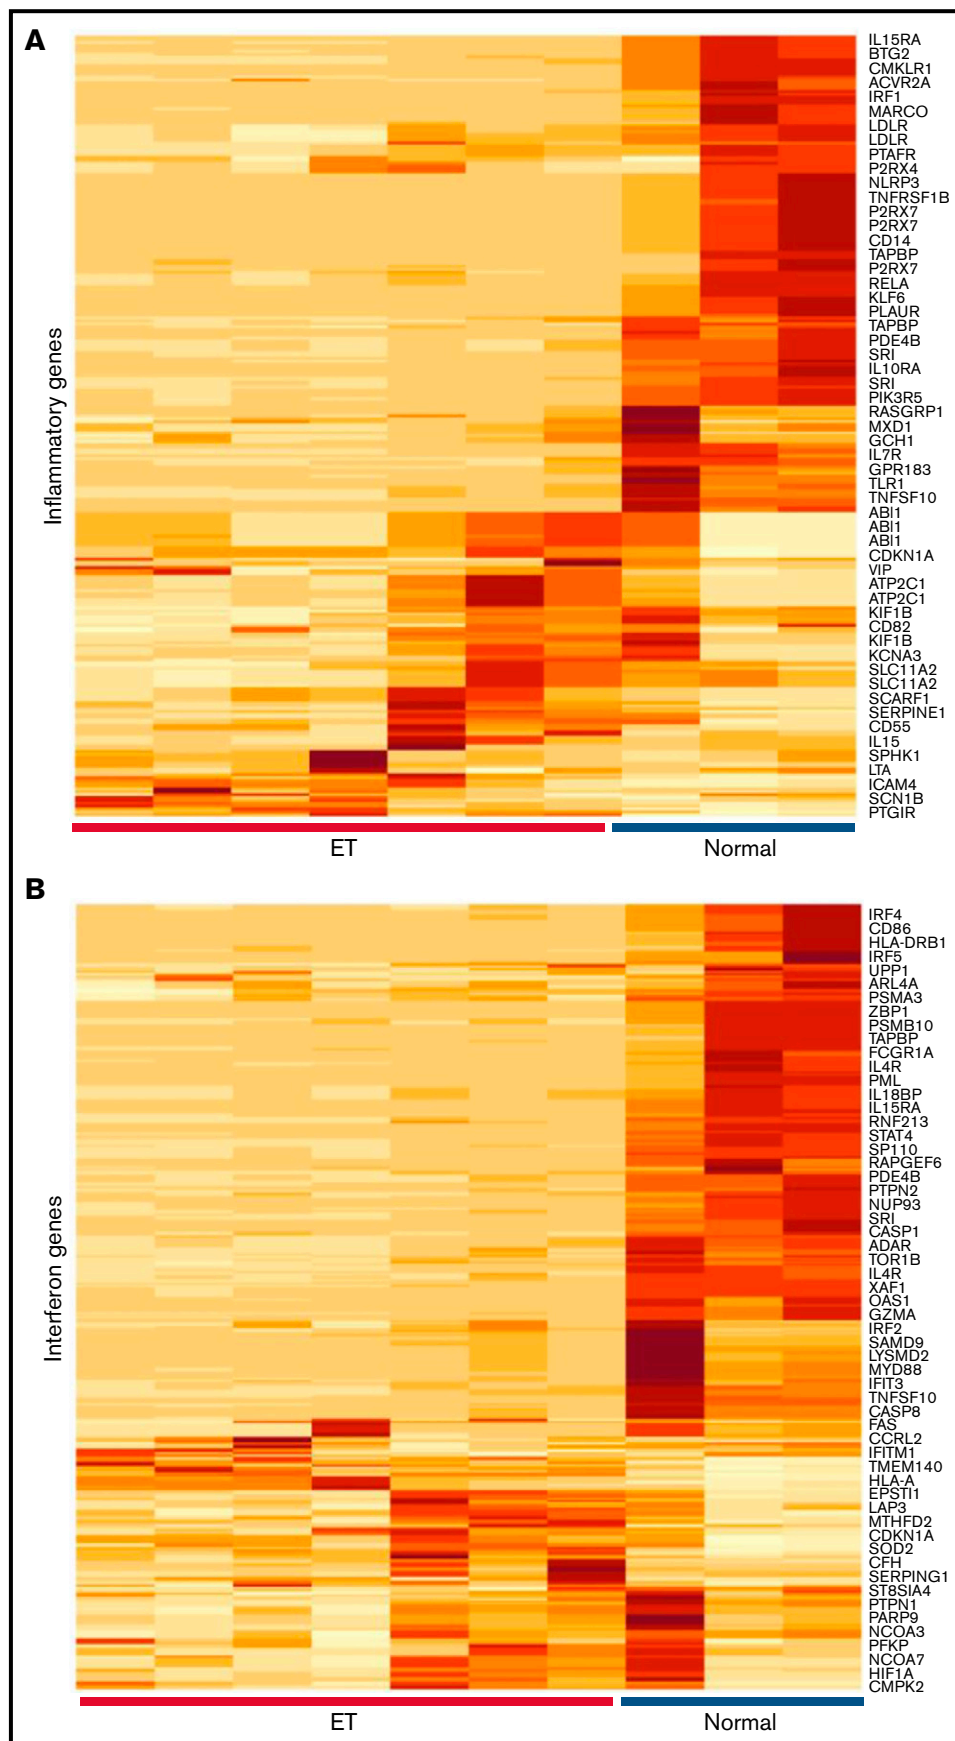 A
IL15RA
BTG2
CMKLR1
ACVR2A
IRF1
MARCO
LDLR
LDLR
PTAFR
P2RX4
NLRP3
TNFRSF1B
P2RX7
P2RX7
CD14
TAPBP
P2RX7
RELA
KLF6
PLAUR
TAPBP
PDE4B
SRI
IL10RA
SRI
PIK3R5
RASGRP1
MXD1
GCH1
IL7R
GPR183
TLR1
TNFSF10
ABI1
ABI1
ABI1
CDKN1A
VIP
ATP2C1
ATP2C1
KIF1B
CD82
KIF1B
KCNA3
SLC11A2
SLC11A2
SCARF1
SERPINE1
CD55
IL15
SPHK1
LTA
ICAM4
SCN1B
PTGIR
Inflammatory genes
ET
Normal
B
IRF4
CD86
HLA-DRB1
IRF5
UPP1
ARL4A
PSMA3
ZBP1
PSMB10
TAPBP
FCGR1A
IL4R
PML
IL18BP
IL15RA
RNF213
STAT4
SP110
RAPGEF6
PDE4B
PTPN2
NUP93
SRI
CASP1
ADAR
TOR1B
IL4R
XAF1
OAS1
GZMA
IRF2
SAMD9
LYSMD2
MYD88
IFIT3
TNFSF10
CASP8
FAS
CCRL2
IFITM1
TMEM140
HLA-A
EPSTI1
LAP3
MTHFD2
CDKN1A
SOD2
CFH
SERPING1
ST8SIA4
PTPN1
PARP9
NCOA3
PFKP
NCOA7
HIF1A
CMPK2
Interferon genes
ET
Normal